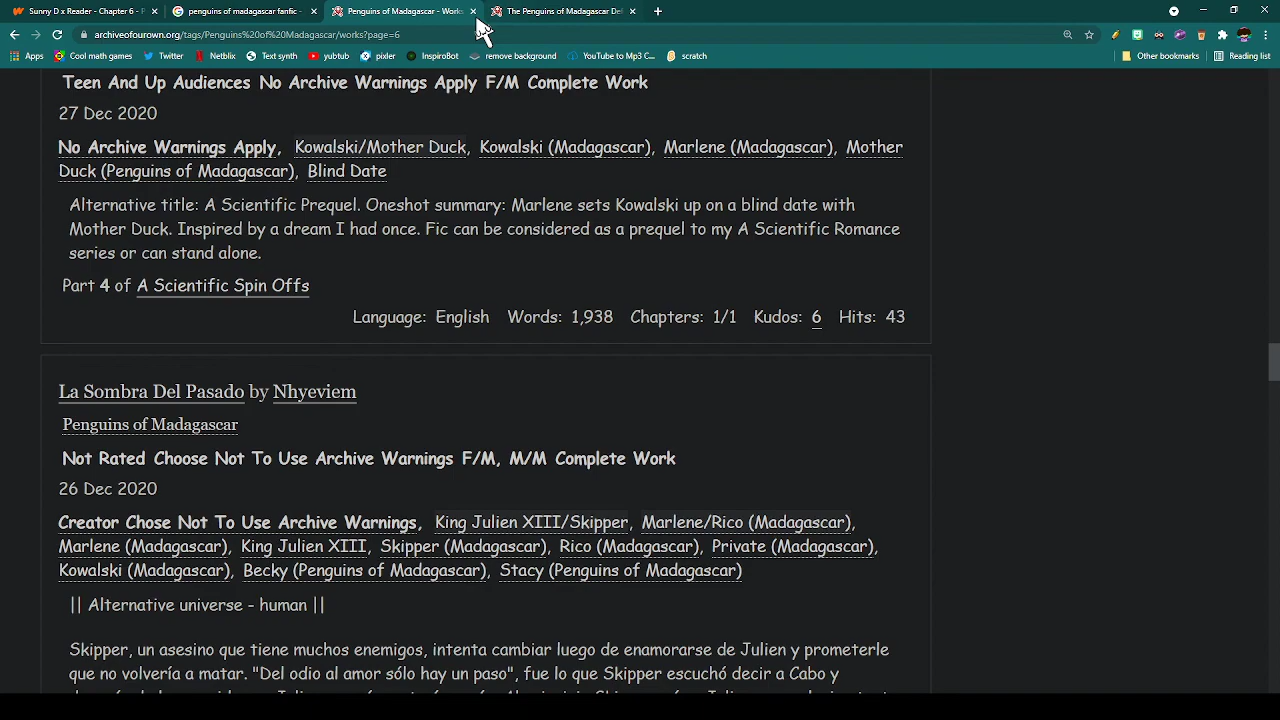 Sunny D x Reader - Chapter 6 - P
penguins of madagascar fanfic -
Penguins of Madagascar - Works
The Penguins of Madagascar De
archiveofourown.org/tags/Penguins%20of%20Madagascar/works?page=6
Apps Cool math games Twitter Netblix Text synth yubtub pixler InspiroBot remove background YouTube to Mp3 C... scratch Other bookmarks Reading list
Teen And Up Audiences No Archive Warnings Apply F/M Complete Work
27 Dec 2020
No Archive Warnings Apply, Kowalski/Mother Duck, Kowalski (Madagascar), Marlene (Madagascar), Mother
Duck (Penguins of Madagascar), Blind Date
Alternative title: A Scientific Prequel. Oneshot summary: Marlene sets Kowalski up on a blind date with
Mother Duck. Inspired by a dream I had once. Fic can be considered as a prequel to my A Scientific Romance
series or can stand alone.
Part 4 of A Scientific Spin Offs
Language: English Words: 1,938 Chapters: 1/1 Kudos: 6 Hits: 43
La Sombra Del Pasado by Nhyeviem
Penguins of Madagascar
Not Rated Choose Not To Use Archive Warnings F/M, M/M Complete Work
26 Dec 2020
Creator Chose Not To Use Archive Warnings, King Julien XIII/Skipper, Marlene/Rico (Madagascar),
Marlene (Madagascar), King Julien XIII, Skipper (Madagascar), Rico (Madagascar), Private (Madagascar),
Kowalski (Madagascar), Becky (Penguins of Madagascar), Stacy (Penguins of Madagascar)
|| Alternative universe - human ||
Skipper, un asesino que tiene muchos enemigos, intenta cambiar luego de enamorarse de Julien y prometerle
que no volvería a matar. "Del odio al amor sólo hay un paso", fue lo que Skipper escuchó decir a Cabo y